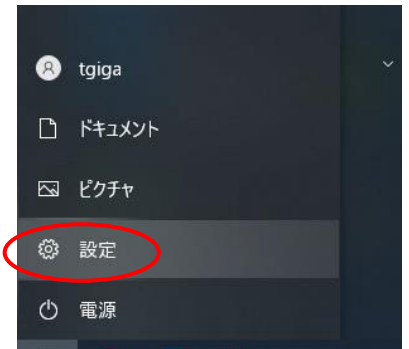 tgiga
ドキュメント
ピクチャ
設定
電源